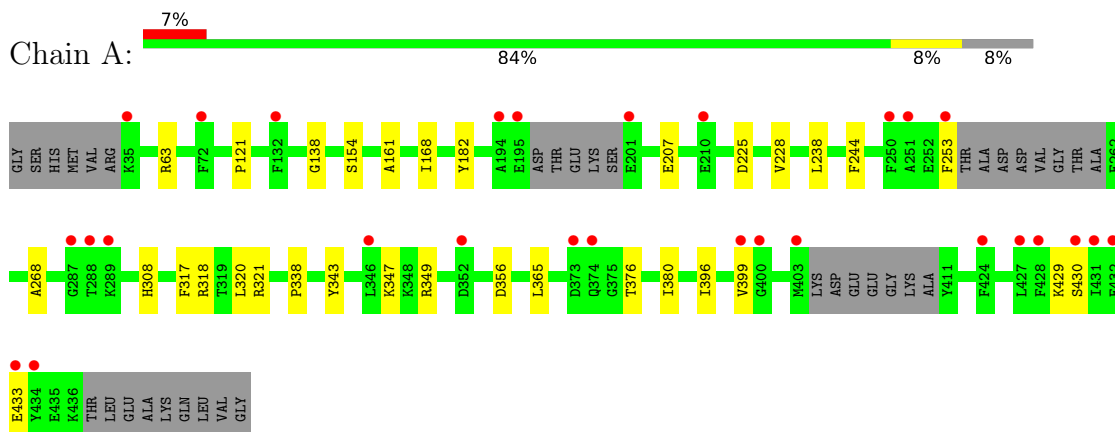 7%
Chain A:
84% 8% 8%
GLY SER HIS MET VAL ARG K35 R63 F72 P121 F132 G138 S154 A161 I168 Y182 A194 E195 ASP THR GLU LYS SER E201 E207 E210 D225 V228 L238 F244 F250 A251 E252 F253 THR ALA ASP ASP VAL GLY THR ALA
A268 G287 T288 K289 H308 F317 R318 T319 L320 R321 P338 Y343 L346 K347 K348 R349 D352 D356 L365 D373 Q374 G375 T376 I380 I396 V399 G400 M403 LYS ASP GLU GLU GLY LYS ALA Y411 F424 L427 F428 K429 S430 I431
E433 Y434 E435 K436 THR LEU GLU ALA LYS GLN LEU VAL GLY